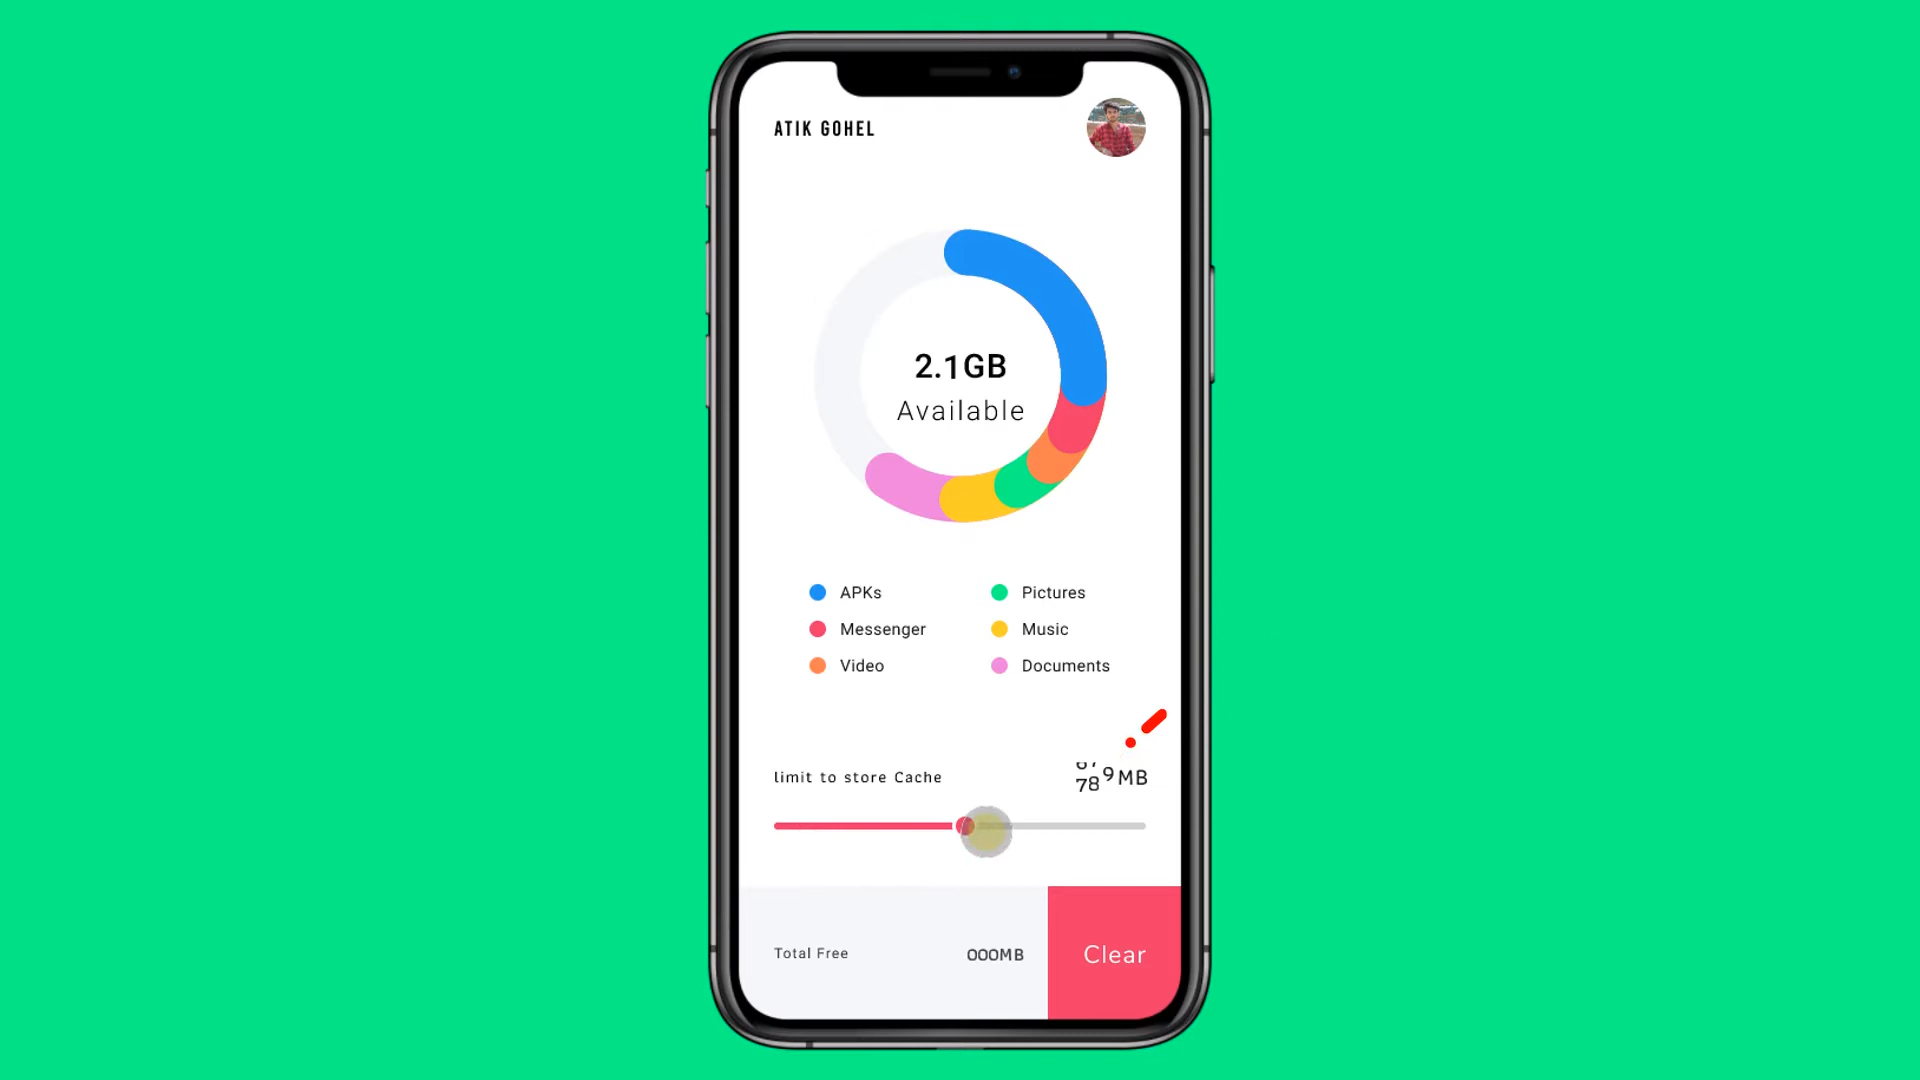 ATIK GOHEL
2.1GB
Available
APKs
Pictures
Messenger
Music
Video
Documents
limit to store Cache
789MB
Total Free
000MB
Clear